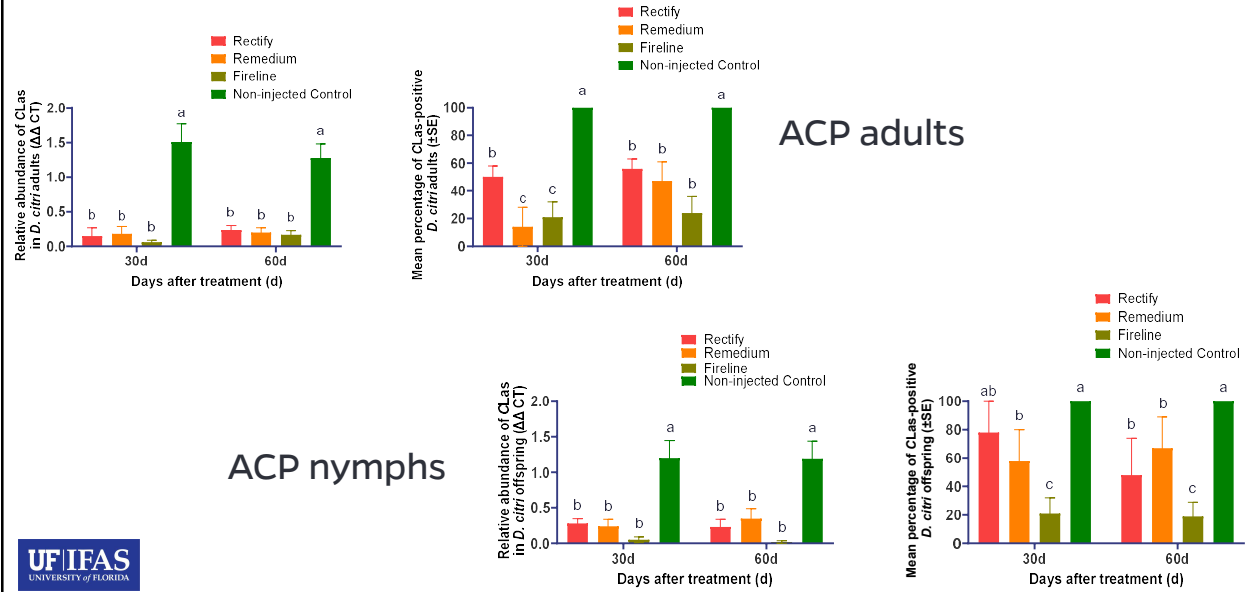 Rectify
Remedium
Fireline
Non-injected Control
Relative abundance of CLas
in D. citri adults (ΔΔ CT)
2.0
1.5
1.0
0.5
0.0
b
b
b
a
b
b
b
a
30d
60d
Days after treatment (d)
Rectify
Remedium
Fireline
Non-injected Control
Mean percentage of CLas-positive
D. citri adults (±SE)
100
80
60
40
20
0
b
c
c
a
b
b
b
a
30d
60d
Days after treatment (d)
ACP adults
ACP nymphs
Rectify
Remedium
Fireline
Non-injected Control
Relative abundance of CLas
in D. citri offspring (ΔΔ CT)
2.0
1.5
1.0
0.5
0.0
b
b
b
a
b
b
b
a
30d
60d
Days after treatment (d)
Rectify
Remedium
Fireline
Non-injected Control
Mean percentage of CLas-positive
D. citri offspring (±SE)
100
80
60
40
20
0
ab
b
c
a
b
b
c
a
30d
60d
Days after treatment (d)
UF|IFAS
UNIVERSITY of FLORIDA